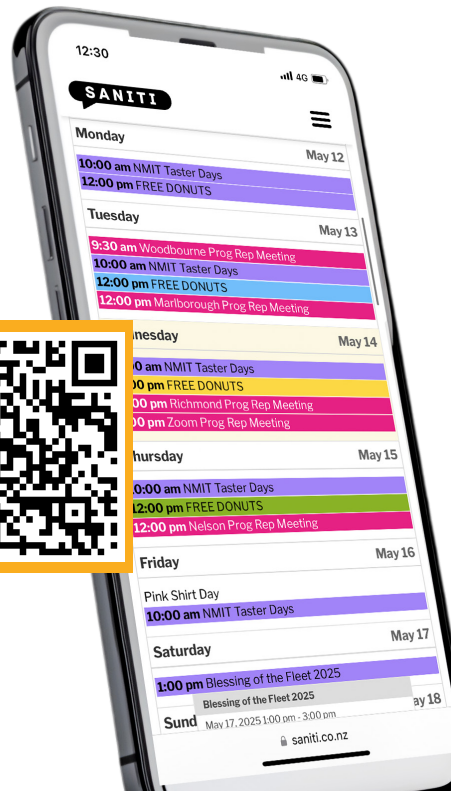 12:30
4G
SANITI
Monday May 12
10:00 am NMIT Taster Days
12:00 pm FREE DONUTS
Tuesday May 13
9:30 am Woodbourne Prog Rep Meeting
10:00 am NMIT Taster Days
12:00 pm FREE DONUTS
12:00 pm Marlborough Prog Rep Meeting
nesday May 14
am NMIT Taster Days
pm FREE DONUTS
pm Richmond Prog Rep Meeting
pm Zoom Prog Rep Meeting
hursday May 15
0:00 am NMIT Taster Days
12:00 pm FREE DONUTS
12:00 pm Nelson Prog Rep Meeting
Friday May 16
Pink Shirt Day
10:00 am NMIT Taster Days
Saturday May 17
1:00 pm Blessing of the Fleet 2025
Blessing of the Fleet 2025
Sund ay 18
May 17, 2025 1:00 pm - 3:00 pm
saniti.co.nz